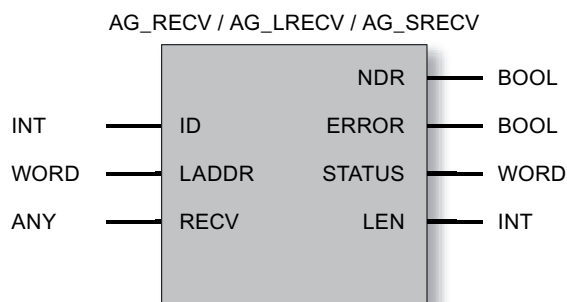 AG_RECV / AG_LRECV / AG_SRECV
NDR BOOL
INT ID ERROR BOOL
WORD LADDR STATUS WORD
ANY RECV LEN INT